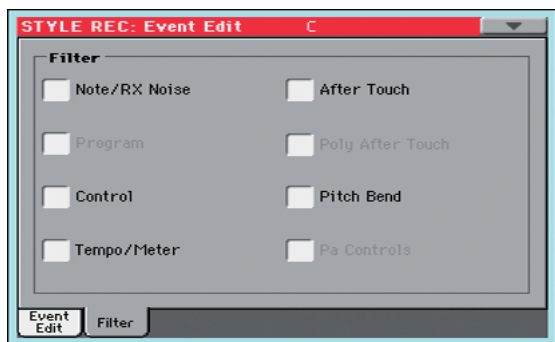 STYLE REC: Event Edit C
Filter
Note/RX Noise
After Touch
Program
Poly After Touch
Control
Pitch Bend
Tempo/Meter
Pa Controls
Event
Edit
Filter